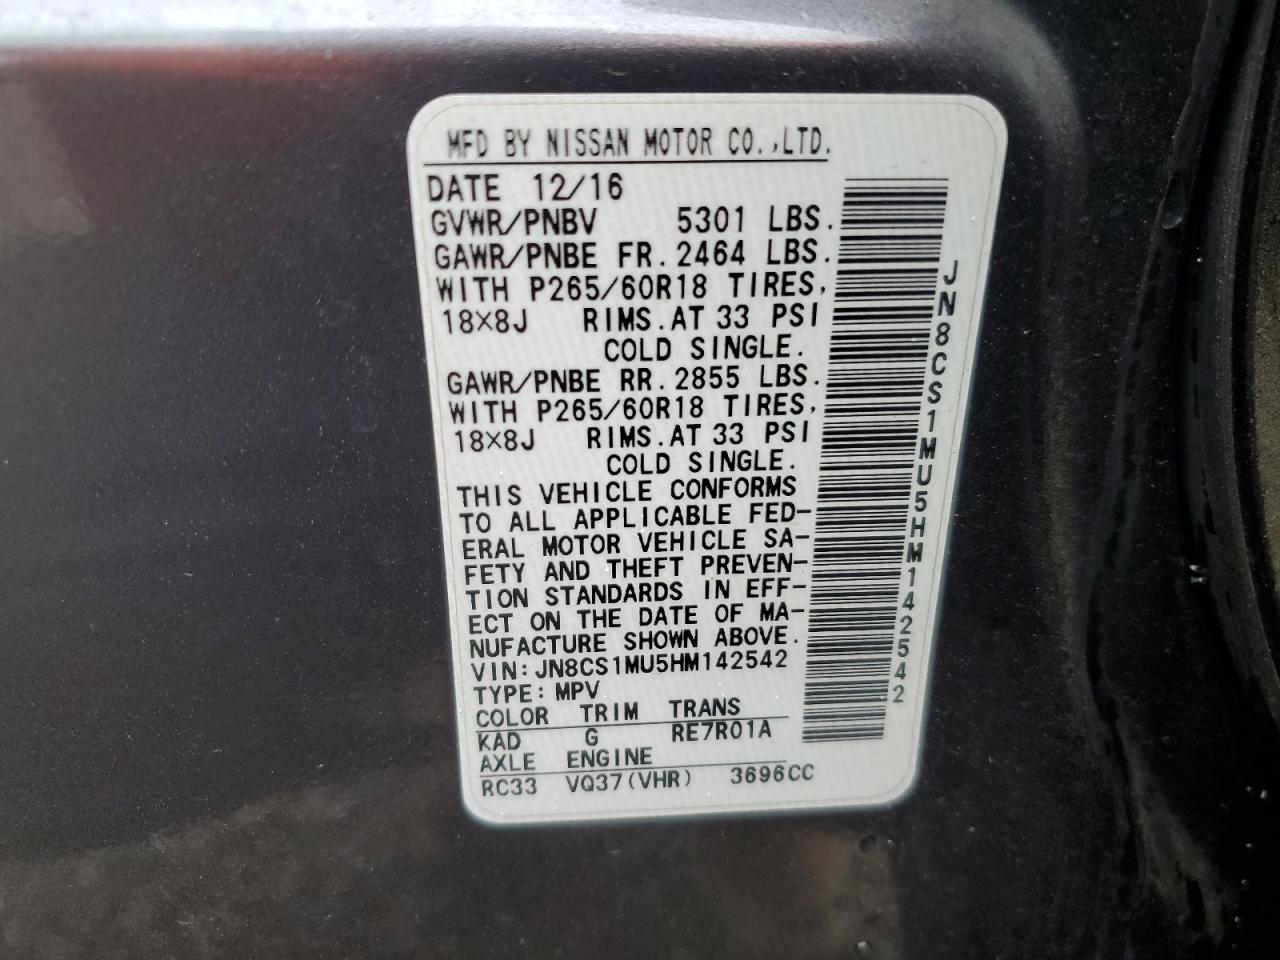 MFD BY NISSAN MOTOR CO.,LTD.
DATE 12/16
GVWR/PNBV 5301 LBS.
GAWR/PNBE FR.2464 LBS.
WITH P265/60R18 TIRES,
18×8J RIMS.AT 33 PSI
COLD SINGLE.
GAWR/PNBE RR.2855 LBS.
WITH P265/60R18 TIRES,
18×8J RIMS.AT 33 PSI
COLD SINGLE.
THIS VEHICLE CONFORMS
TO ALL APPLICABLE FED-
ERAL MOTOR VEHICLE SA-
FETY AND THEFT PREVEN-
TION STANDARDS IN EFF-
ECT ON THE DATE OF MA-
NUFACTURE SHOWN ABOVE.
VIN:JN8CS1MU5HM142542
TYPE:MPV
COLOR TRIM TRANS
KAD G RE7R01A
AXLE ENGINE
RC33 VQ37(VHR) 3696CC
JN8CS1MU5HM142542